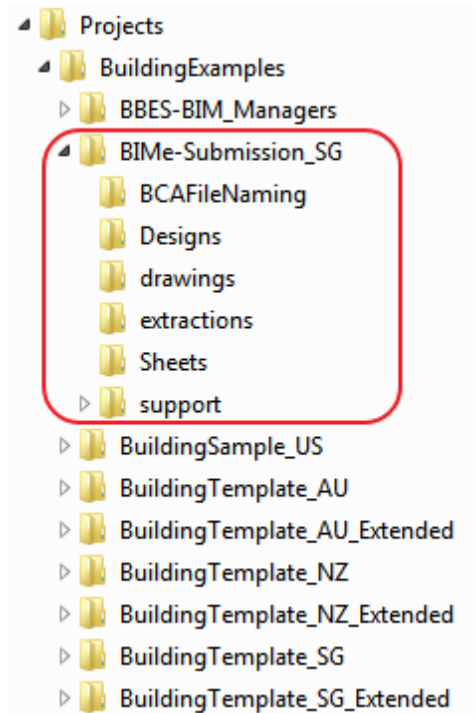 Projects
BuildingExamples
BBES-BIM_Managers
BIMe-Submission_SG
BCAFileNaming
Designs
drawings
extractions
Sheets
support
BuildingSample_US
BuildingTemplate_AU
BuildingTemplate_AU_Extended
BuildingTemplate_NZ
BuildingTemplate_NZ_Extended
BuildingTemplate_SG
BuildingTemplate_SG_Extended